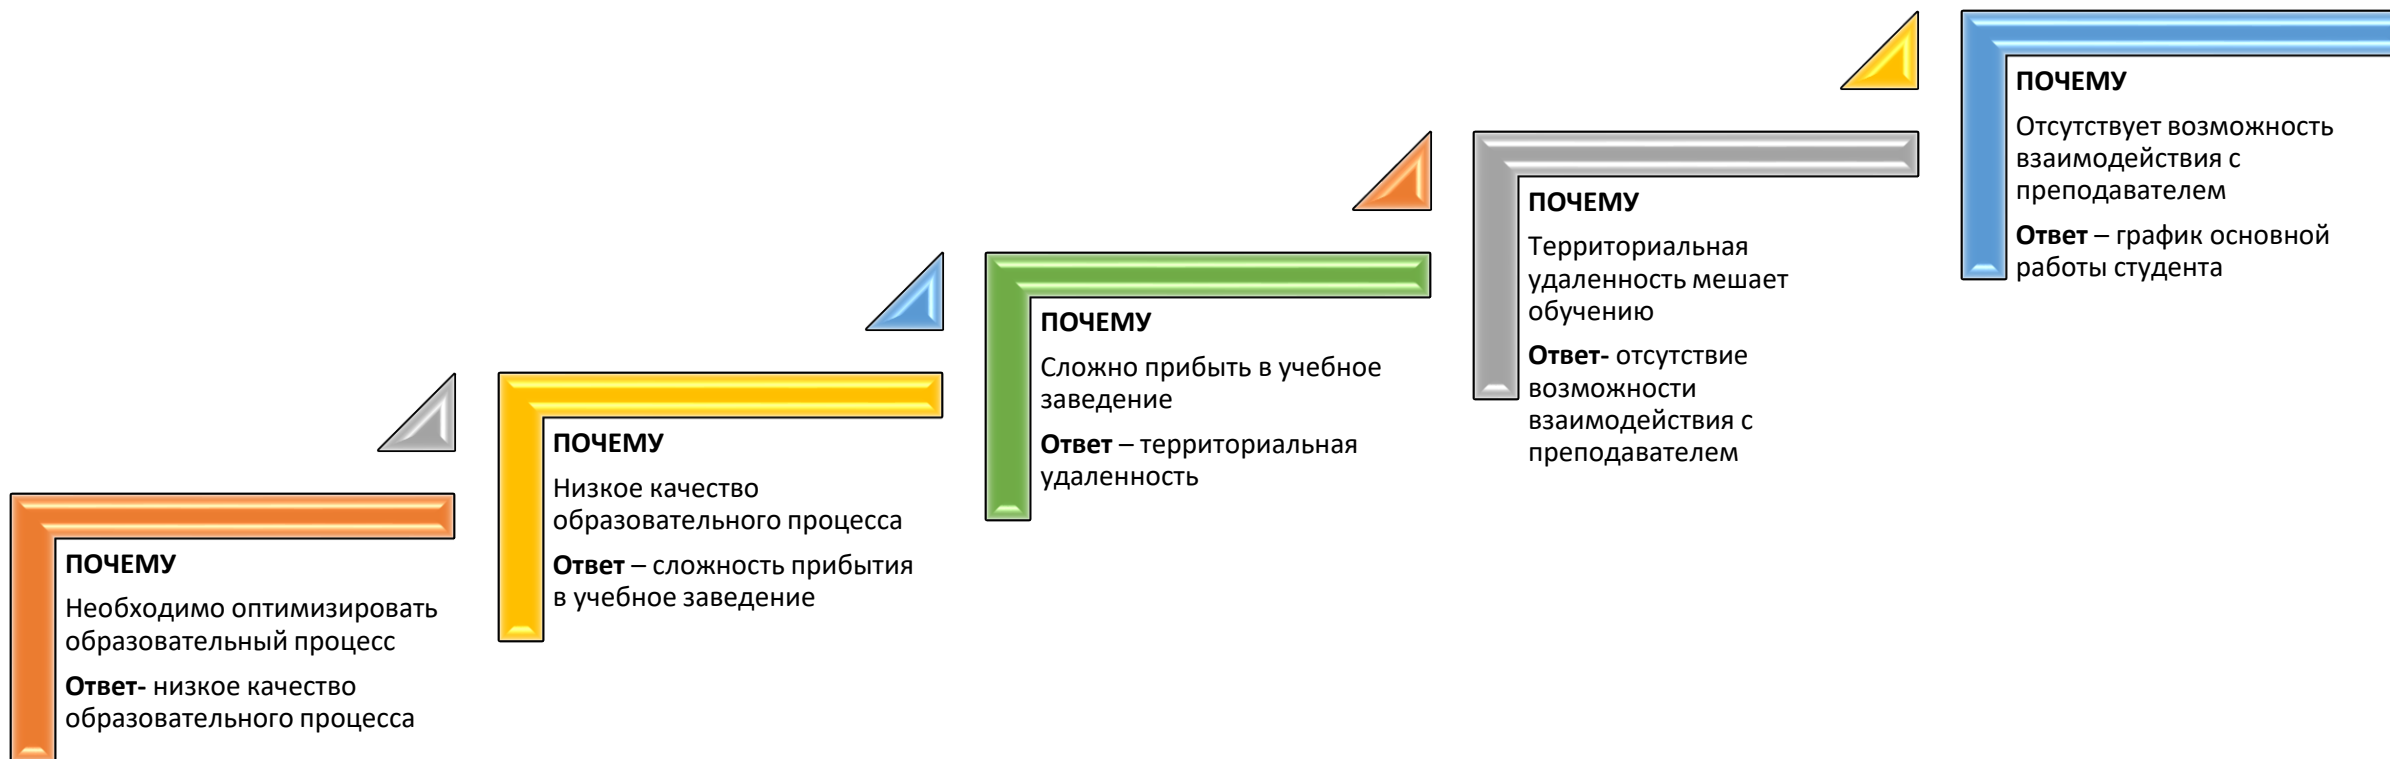 ПОЧЕМУ
Необходимо оптимизировать
образовательный процесс
Ответ- низкое качество
образовательного процесса
ПОЧЕМУ
Низкое качество
образовательного процесса
Ответ – сложность прибытия
в учебное заведение
ПОЧЕМУ
Сложно прибыть в учебное
заведение
Ответ – территориальная
удаленность
ПОЧЕМУ
Территориальная
удаленность мешает
обучению
Ответ- отсутствие
возможности
взаимодействия с
преподавателем
ПОЧЕМУ
Отсутствует возможность
взаимодействия с
преподавателем
Ответ – график основной
работы студента